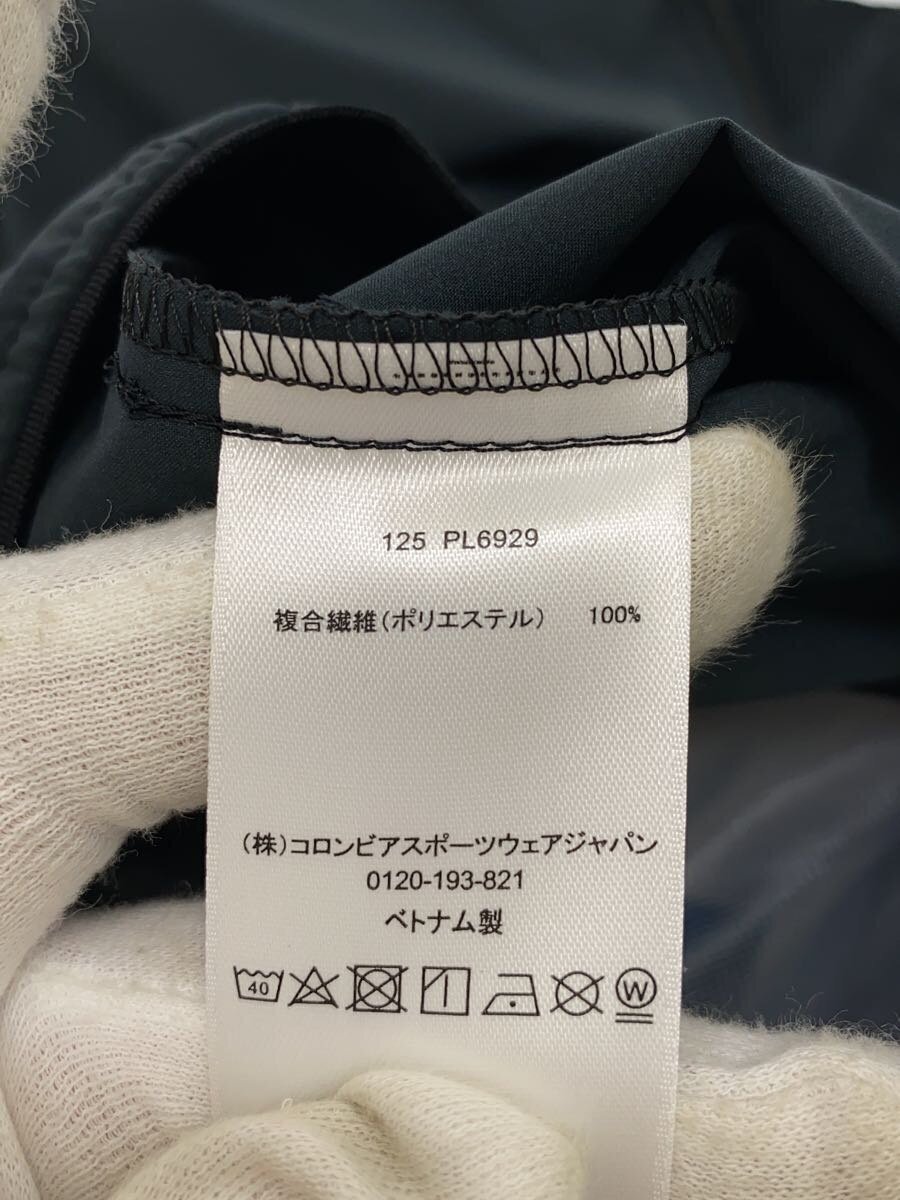 125 PL6929
複合繊維(ポリエステル) 100%
(株)コロンビアスポーツウェアジャパン
0120-193-821
ベトナム製
40
W